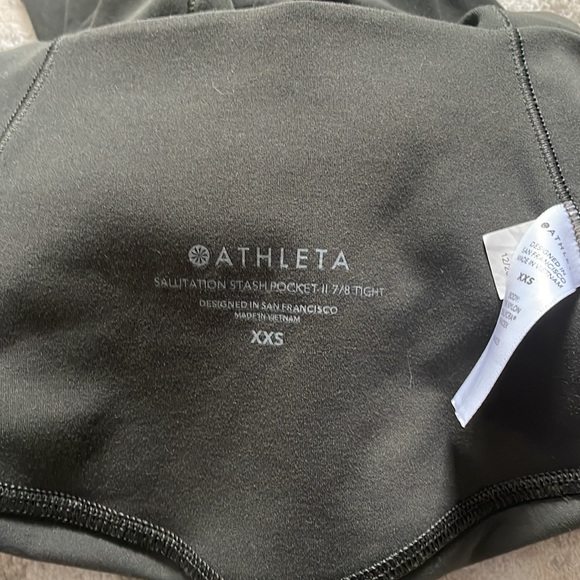 ATHLETA
SALUTATION STASH POCKET II 7/8 TIGHT
DESIGNED IN SAN FRANCISCO
MADE IN VIETNAM
XXS
ATHLETA
DESIGNED IN
SAN FRANCISCO
MADE IN VIETNAM
XXS
BODY